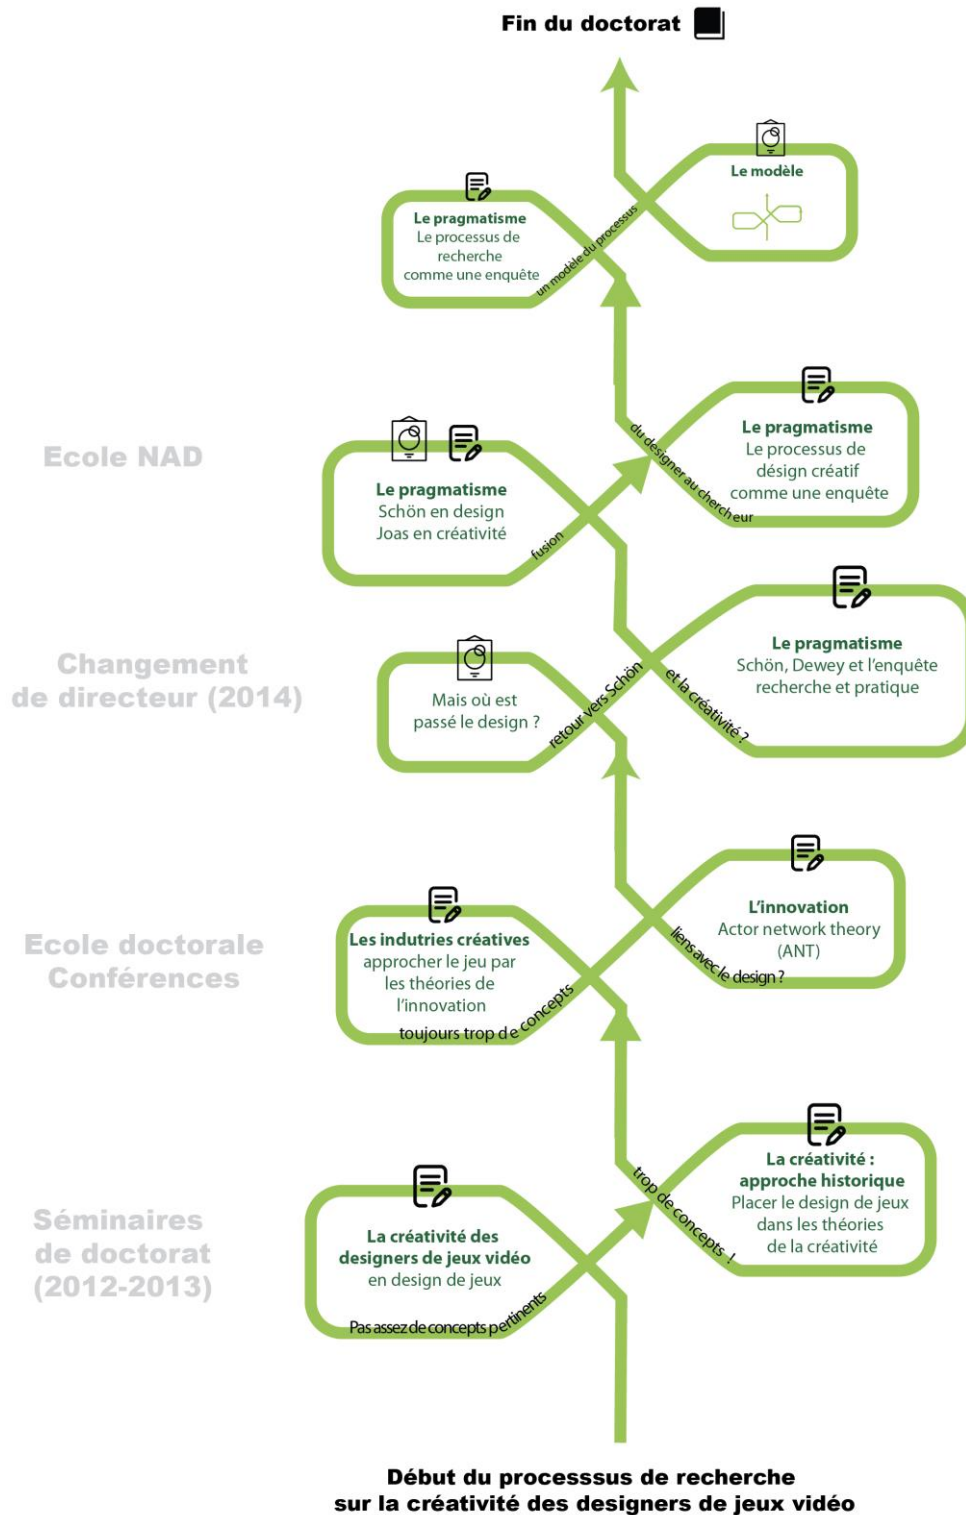 Fin du doctorat
Le modèle
Le pragmatisme
Le processus de
recherche
comme une enquête
un modèle du processus
Ecole NAD
Le pragmatisme
Le processus de
désign créatif
comme une enquête
du designer au chercheur
Le pragmatisme
Schön en design
Joas en créativité
fusion
Changement
de directeur (2014)
Le pragmatisme
Schön, Dewey et l'enquête
recherche et pratique
et la créativité ?
Mais où est
passé le design ?
retour vers Schön
Ecole doctorale
Conférences
L'innovation
Actor network theory
(ANT)
liens avec le design ?
Les indutries créatives
approcher le jeu par
les théories de
l'innovation
toujours trop de concepts
Séminaires
de doctorat
(2012-2013)
La créativité :
approche historique
Placer le design de jeux
dans les théories
de la créativité
trop de concepts !
La créativité des
designers de jeux vidéo
en design de jeux
Pas assez de concepts pertinents
Début du processsus de recherche
sur la créativité des designers de jeux vidéo